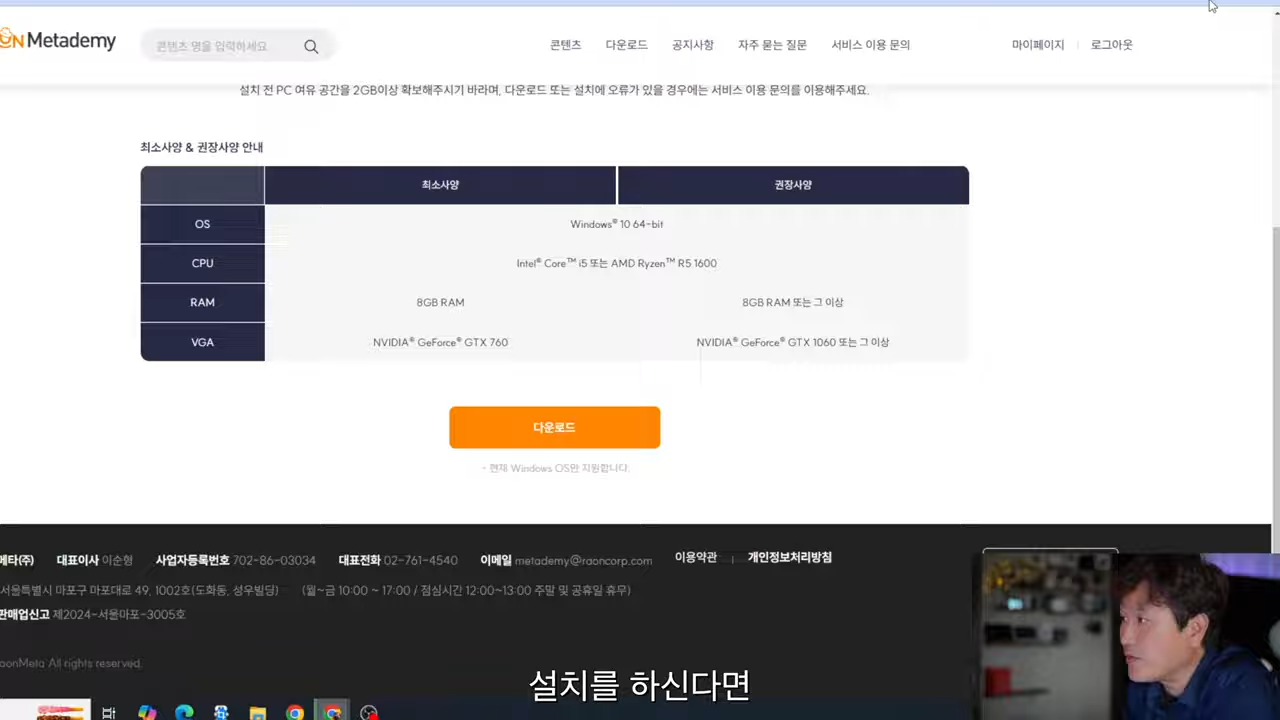 ON Metademy
콘텐츠 명을 입력하세요
콘텐츠 다운로드 공지사항 자주 묻는 질문 서비스 이용 문의 마이페이지 로그아웃
설치 전 PC 여유 공간을 2GB이상 확보해주시기 바라며, 다운로드 또는 설치에 오류가 있을 경우에는 서비스 이용 문의를 이용해주세요.
최소사양 & 권장사양 안내
최소사양 권장사양
OS Windows® 10 64-bit
CPU Intel® Core™ i5 또는 AMD Ryzen™ R5 1600
RAM 8GB RAM 8GB RAM 또는 그 이상
VGA NVIDIA® GeForce® GTX 760 NVIDIA® GeForce® GTX 1060 또는 그 이상
다운로드
- 현재 Windows OS만 지원합니다.
메타(주) 대표이사 이순형 사업자등록번호 702-86-03034 대표전화 02-761-4540 이메일 metademy@raoncorp.com 이용약관 개인정보처리방침
서울특별시 마포구 마포대로 49, 1002호(도화동, 성우빌딩) (월~금 10:00 ~ 17:00 / 점심시간 12:00~13:00 주말 및 공휴일 휴무)
판매업신고 제2024-서울마포-3005호
aonMeta All rights reserved.
설치를 하신다면